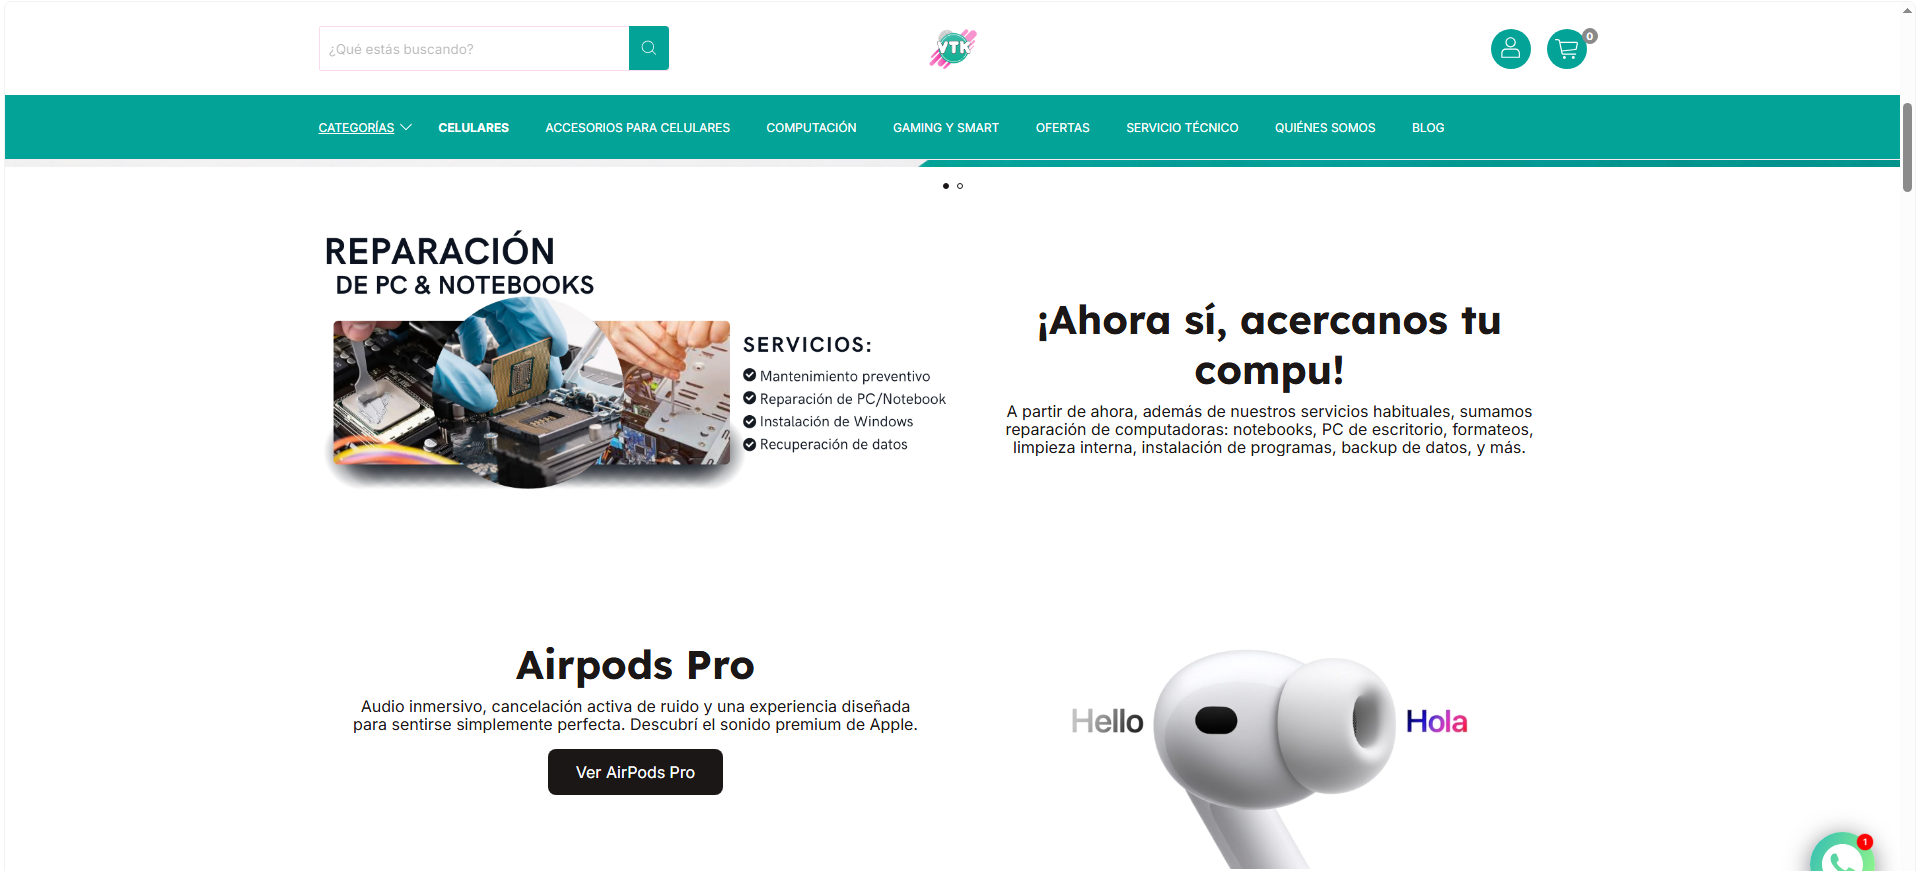 ¿Qué estás buscando?
VTK
0
CATEGORÍAS
CELULARES
ACCESORIOS PARA CELULARES
COMPUTACIÓN
GAMING Y SMART
OFERTAS
SERVICIO TÉCNICO
QUIÉNES SOMOS
BLOG
REPARACIÓN
DE PC & NOTEBOOKS
SERVICIOS:
Mantenimiento preventivo
Reparación de PC/Notebook
Instalación de Windows
Recuperación de datos
¡Ahora sí, acercanos tu
compu!
A partir de ahora, además de nuestros servicios habituales, sumamos
reparación de computadoras: notebooks, PC de escritorio, formateos,
limpieza interna, instalación de programas, backup de datos, y más.
Airpods Pro
Audio inmersivo, cancelación activa de ruido y una experiencia diseñada
para sentirse simplemente perfecta. Descubrí el sonido premium de Apple.
Ver AirPods Pro
Hello
Hola
1